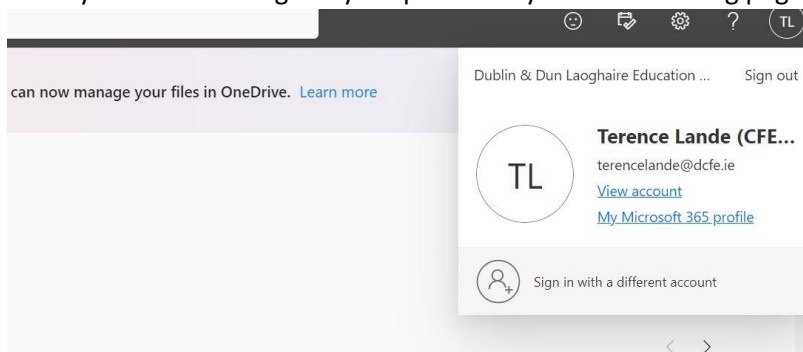 TL
Dublin & Dun Laoghaire Education ... Sign out
can now manage your files in OneDrive. Learn more
Terence Lande (CFE...
TL
terencelande@dcfe.ie
View account
My Microsoft 365 profile
Sign in with a different account